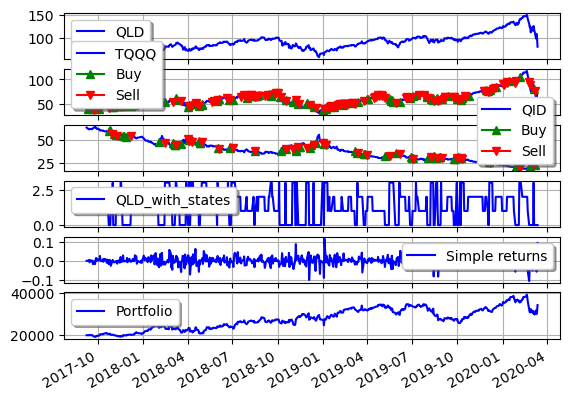 150
100
QLD
TQQQ
Buy
Sell
100
50
QID
Buy
Sell
50
25
2.5
0.0
QLD_with_states
0.1
0.0
-0.1
Simple returns
40000
20000
Portfolio
2017-10
2018-01
2018-04
2018-07
2018-10
2019-01
2019-04
2019-07
2019-10
2020-01
2020-04